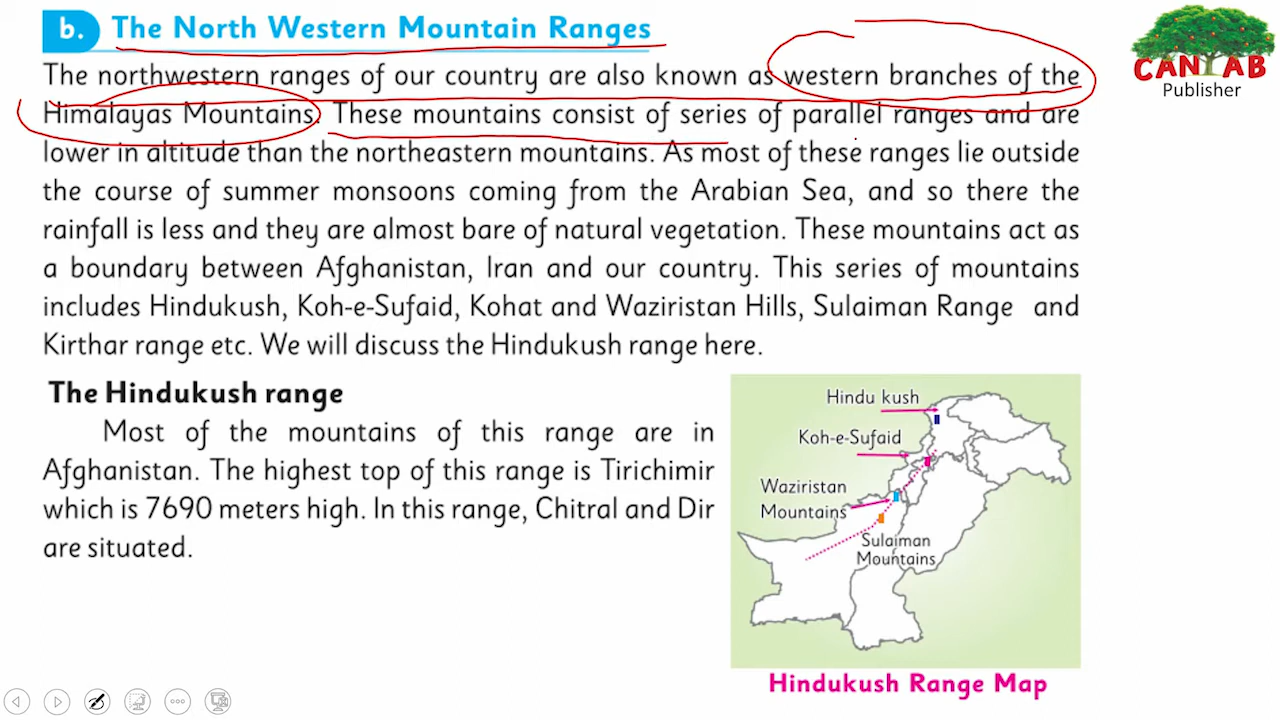 b. The North Western Mountain Ranges
The northwestern ranges of our country are also known as western branches of the
Himalayas Mountains. These mountains consist of series of parallel ranges and are
lower in altitude than the northeastern mountains. As most of these ranges lie outside
the course of summer monsoons coming from the Arabian Sea, and so there the
rainfall is less and they are almost bare of natural vegetation. These mountains act as
a boundary between Afghanistan, Iran and our country. This series of mountains
includes Hindukush, Koh-e-Sufaid, Kohat and Waziristan Hills, Sulaiman Range and
Kirthar range etc. We will discuss the Hindukush range here.
The Hindukush range
Most of the mountains of this range are in
Afghanistan. The highest top of this range is Tirichimir
which is 7690 meters high. In this range, Chitral and Dir
are situated.
Hindu kush
Koh-e-Sufaid
Waziristan
Mountains
Sulaiman
Mountains
Hindukush Range Map
CANTAB
Publisher